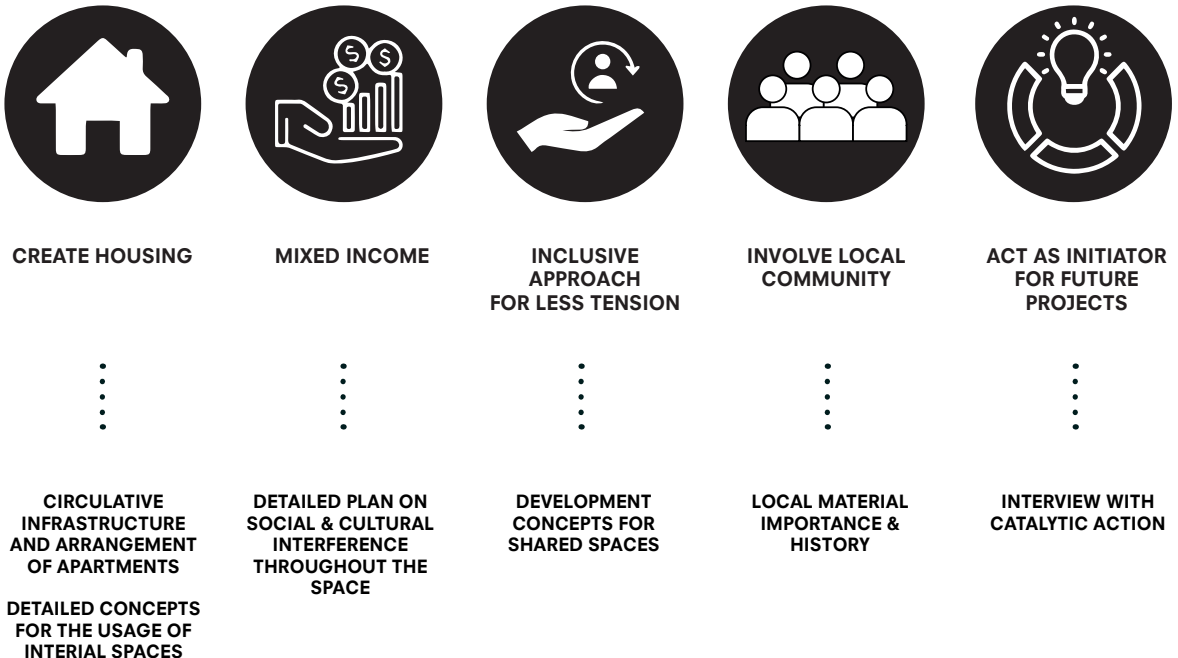 CREATE HOUSING
MIXED INCOME
INCLUSIVE
APPROACH
FOR LESS TENSION
INVOLVE LOCAL
COMMUNITY
ACT AS INITIATOR
FOR FUTURE
PROJECTS
CIRCULATIVE
INFRASTRUCTURE
AND ARRANGEMENT
OF APARTMENTS
DETAILED CONCEPTS
FOR THE USAGE OF
INTERIAL SPACES
DETAILED PLAN ON
SOCIAL & CULTURAL
INTERFERENCE
THROUGHOUT THE
SPACE
DEVELOPMENT
CONCEPTS FOR
SHARED SPACES
LOCAL MATERIAL
IMPORTANCE &
HISTORY
INTERVIEW WITH
CATALYTIC ACTION